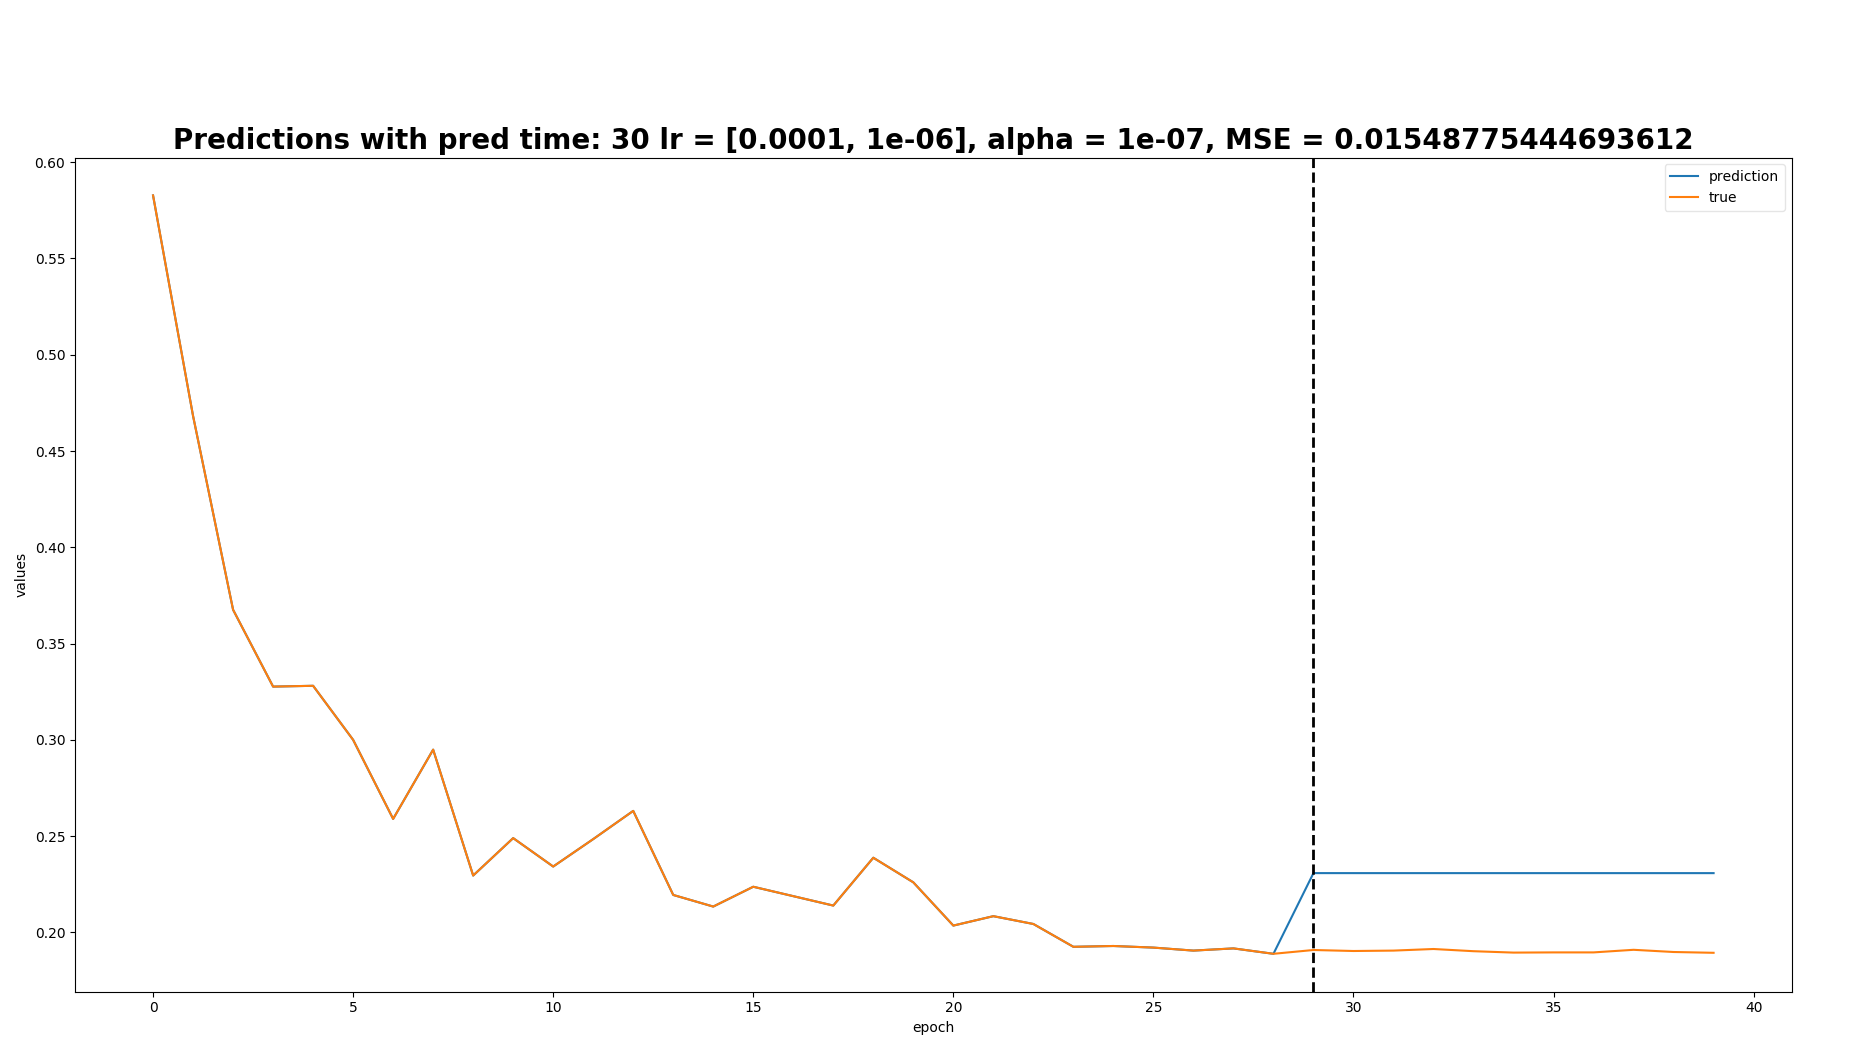 Predictions with pred time: 30 lr = [0.0001, 1e-06], alpha = 1e-07, MSE = 0.01548775444693612
prediction
true
values
0.60
0.55
0.50
0.45
0.40
0.35
0.30
0.25
0.20
0 5 10 15 20 25 30 35 40
epoch